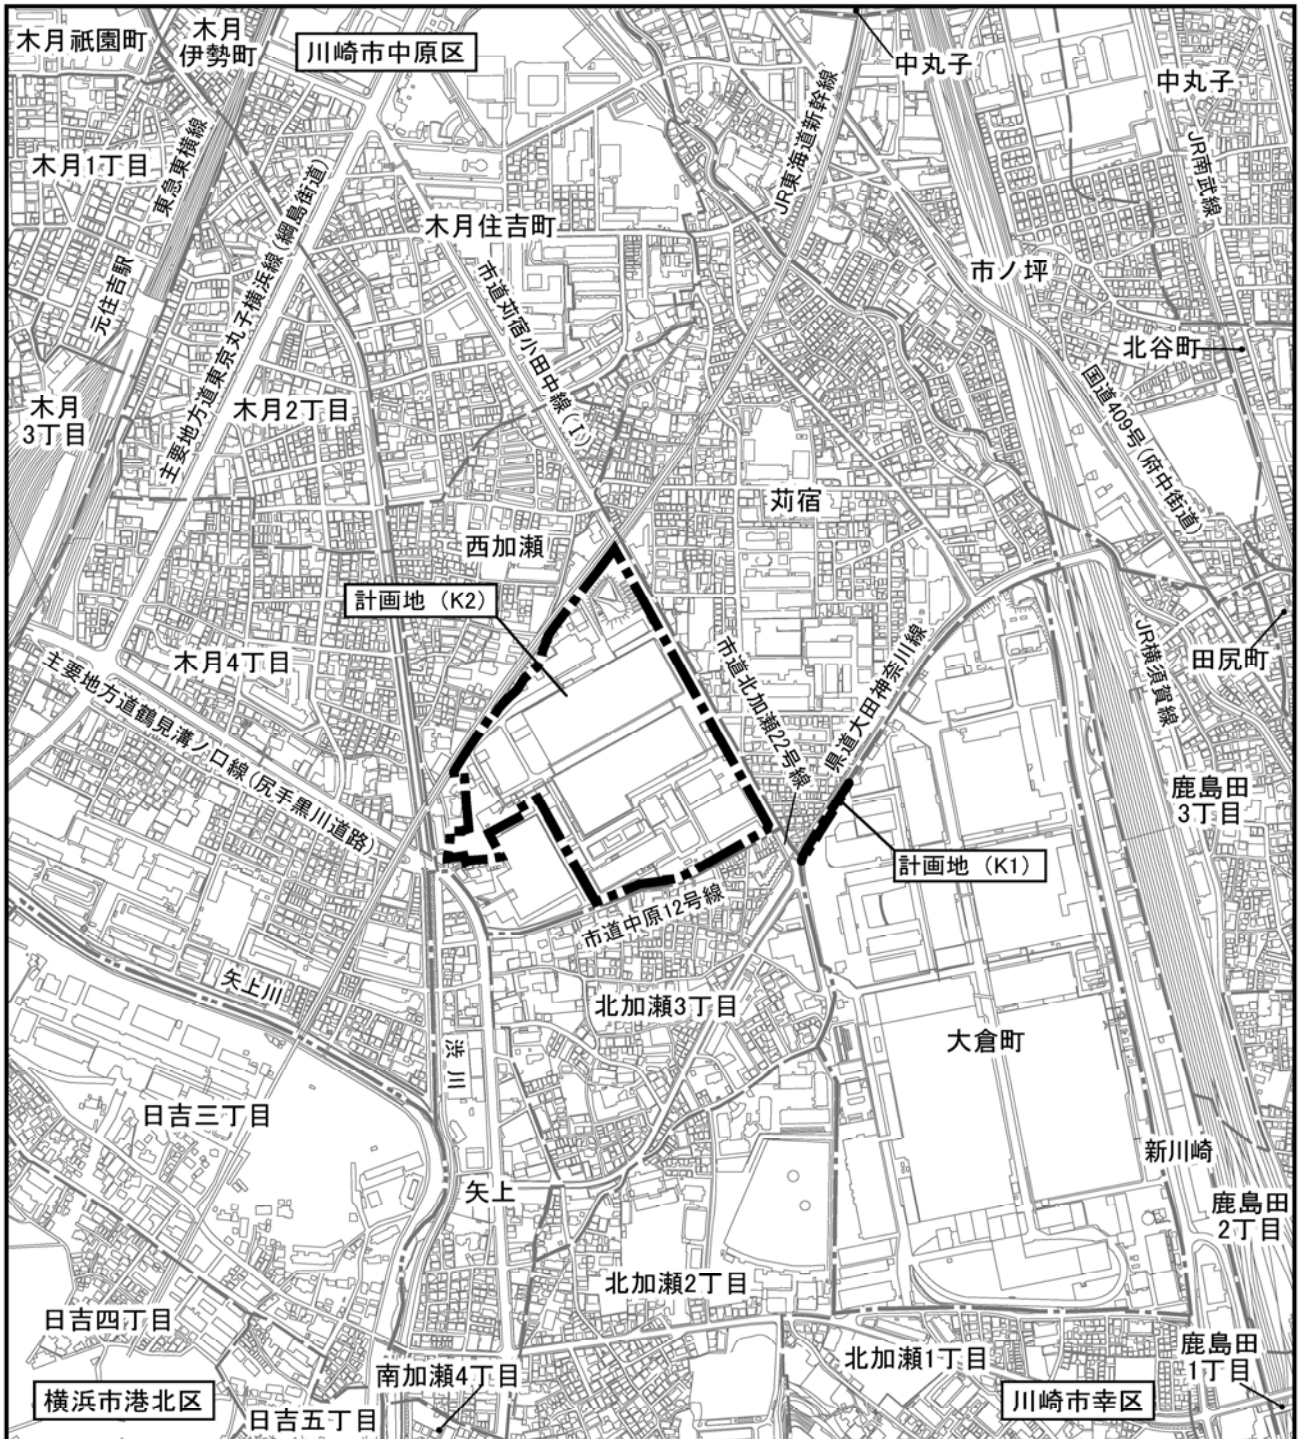 木月祇園町
木月
伊勢町
川崎市中原区
中丸子
中丸子
木月1丁目
東急東横線
JR東海道新幹線
JR南武線
主要地方道東京丸子横浜線(綱島街道)
木月住吉町
元住吉駅
市道苅宿小田中線(Ⅰ)
市ノ坪
北谷町
木月
3丁目
木月2丁目
国道409号(府中街道)
苅宿
西加瀬
計画地（K2）
田尻町
木月4丁目
主要地方道鶴見溝ノ口線(尻手黒川道路)
市道北加瀬22号線
県道大田神奈川線
JR横須賀線
鹿島田
3丁目
計画地（K1）
市道中原12号線
矢上川
北加瀬3丁目
大倉町
渋川
日吉三丁目
新川崎
矢上
鹿島田
2丁目
北加瀬2丁目
日吉四丁目
北加瀬1丁目
鹿島田
1丁目
南加瀬4丁目
横浜市港北区
日吉五丁目
川崎市幸区